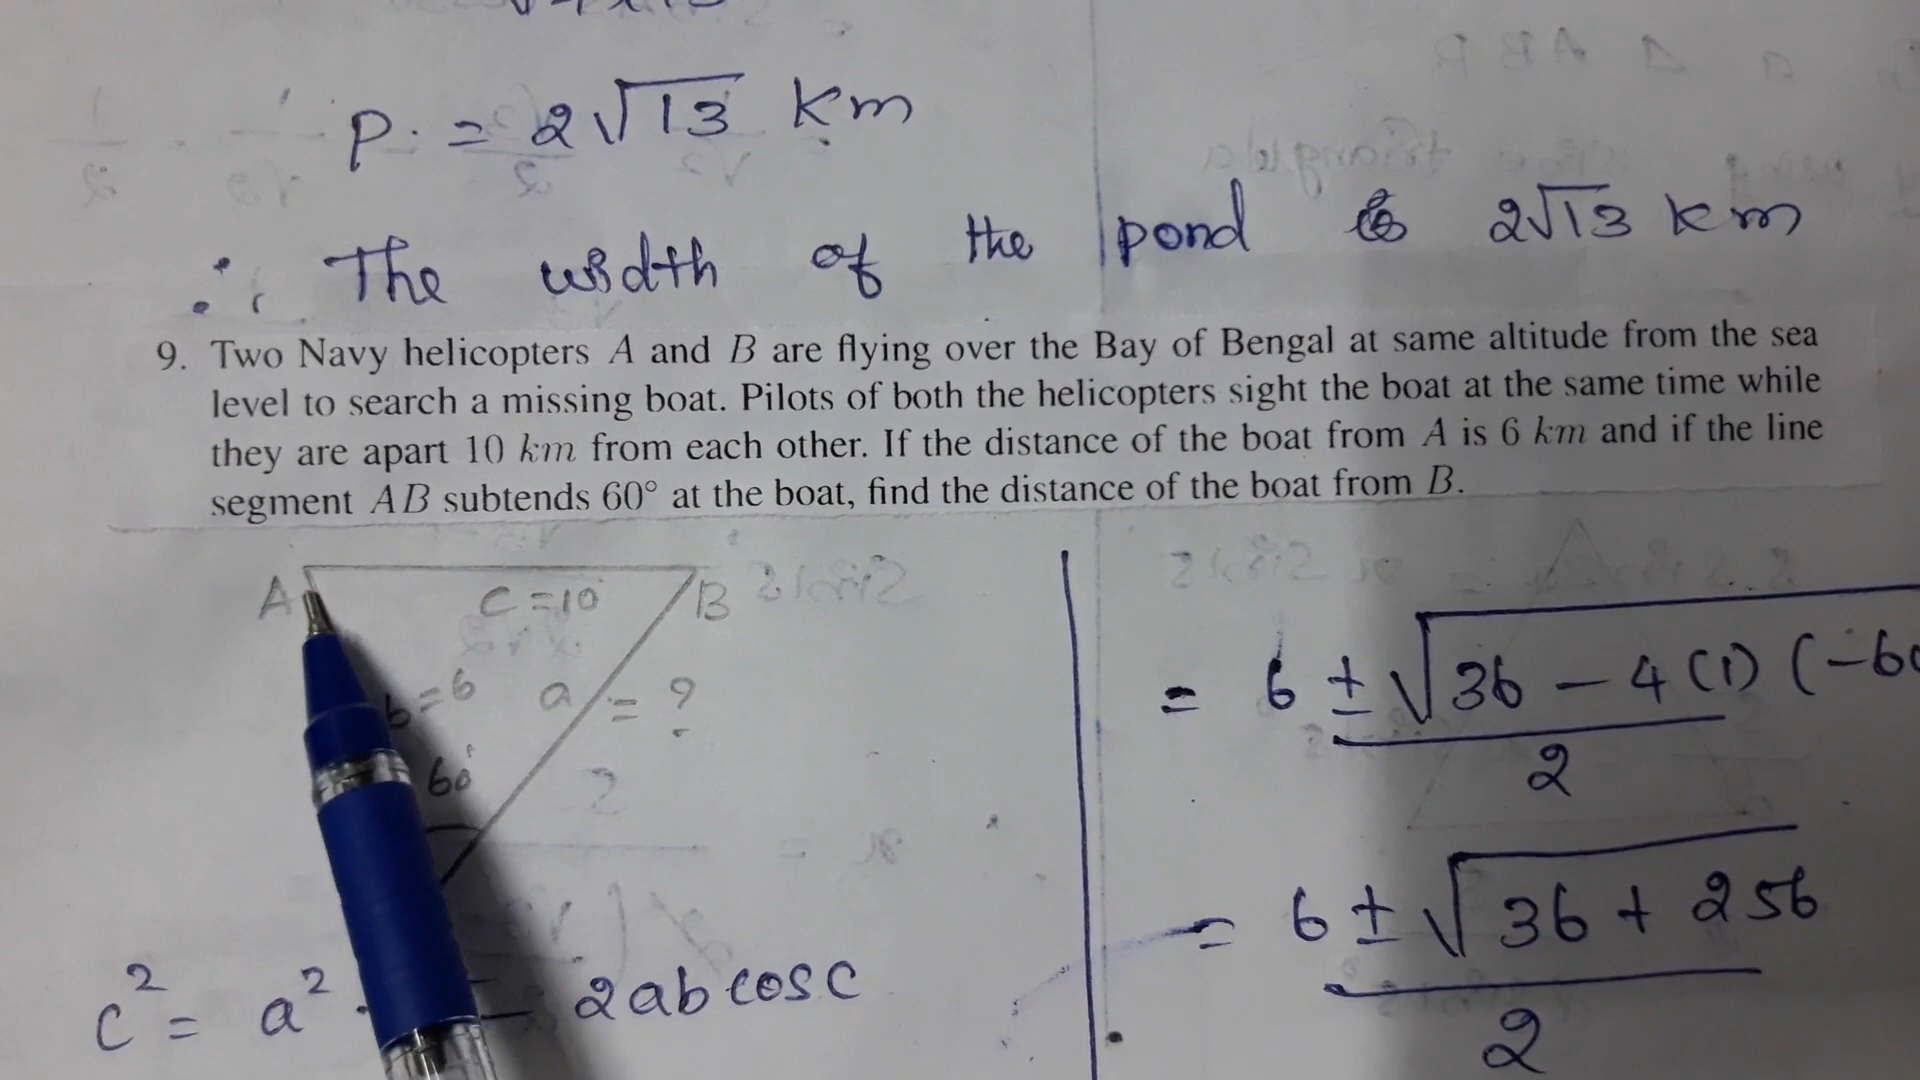 P. = 2√13 km
∴ The width of the pond is 2√13 km
9. Two Navy helicopters A and B are flying over the Bay of Bengal at same altitude from the sea
level to search a missing boat. Pilots of both the helicopters sight the boat at the same time while
they are apart 10 km from each other. If the distance of the boat from A is 6 km and if the line
segment AB subtends 60° at the boat, find the distance of the boat from B.
A
C = 10
B
b = 6
a = ?
60°
c² = a² - 2ab cos C
= 6 ± √36 - 4 (1) (-6
2
= 6 ± √36 + 256
2